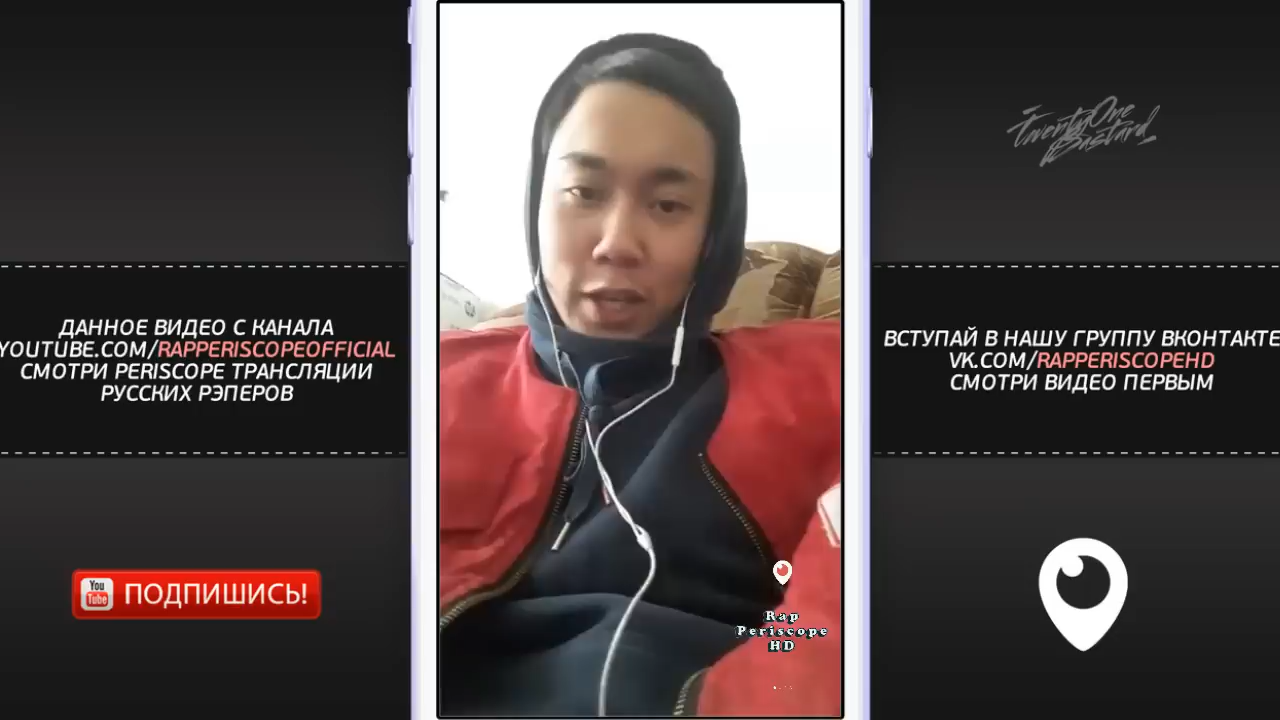 ДАННОЕ ВИДЕО С КАНАЛА
YOUTUBE.COM/RAPPERISCOPEOFFICIAL
СМОТРИ PERISCOPE ТРАНСЛЯЦИИ
РУССКИХ РЭПЕРОВ
You
Tube
ПОДПИШИСЬ!
Rap
Periscope
HD
TwentyOne
Bastard
ВСТУПАЙ В НАШУ ГРУППУ ВКОНТАКТЕ
VK.COM/RAPPERISCOPEHD
СМОТРИ ВИДЕО ПЕРВЫМ